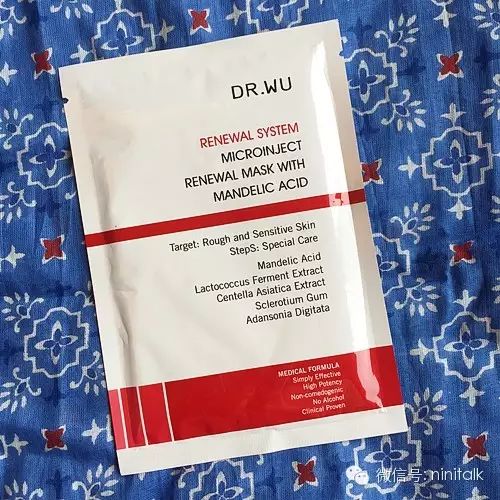 DR.WU
RENEWAL SYSTEM
MICROINJECT
RENEWAL MASK WITH
MANDELIC ACID
Target: Rough and Sensitive Skin
StepS: Special Care
Mandelic Acid
Lactococcus Ferment Extract
Centella Asiatica Extract
Sclerotium Gum
Adansonia Digitata
MEDICAL FORMULA
Simply Effective
High Potency
Non-comedogenic
No Alcohol
Clinical Proven
微信号: ninitalk